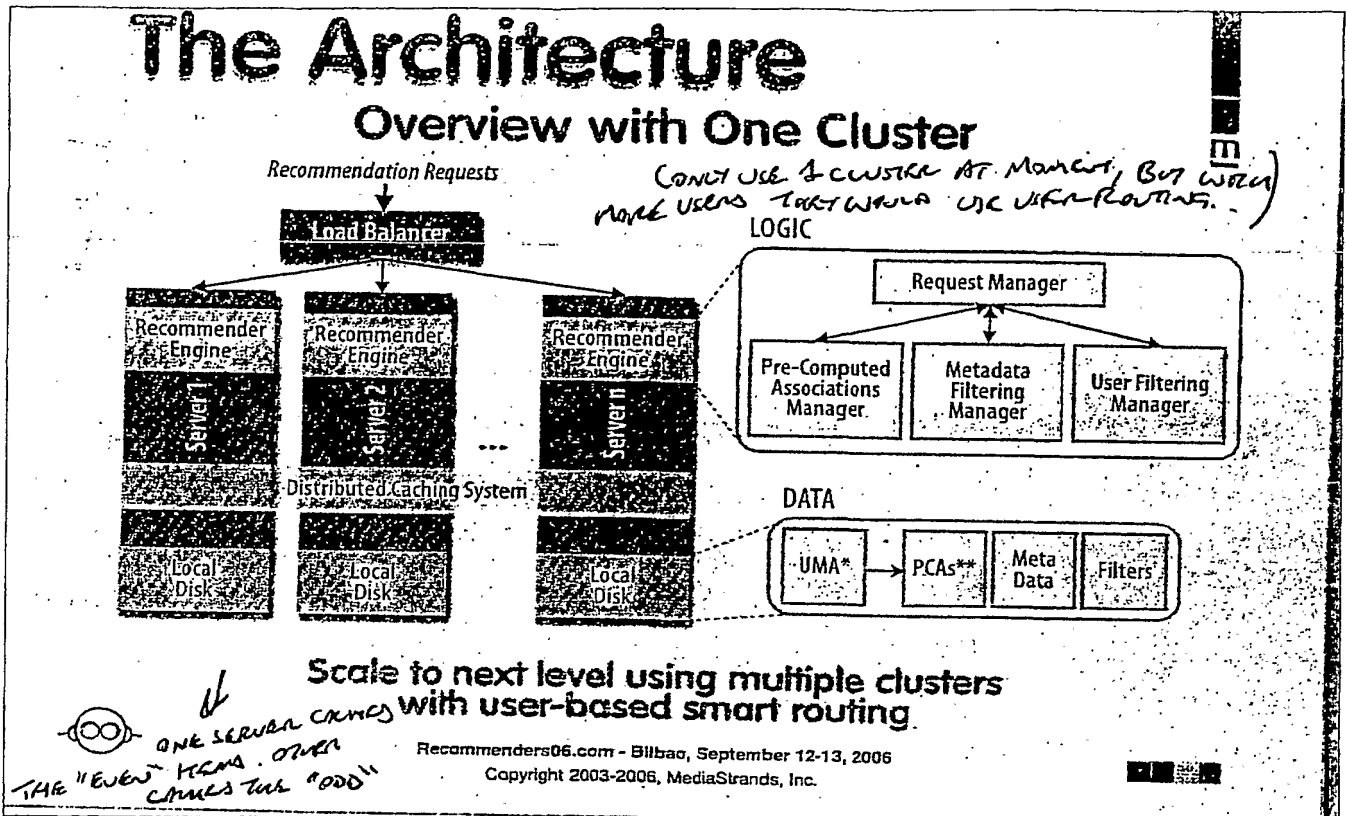 The Architecture
Overview with One Cluster
Recommendation Requests
(ONLY USE 1 CLUSTER AT MOMENT, BUT WITH
MORE USERS THEY WOULD USE USER ROUTING..)
Load Balancer
LOGIC
Request Manager
Recommender
Engine
Recommender
Engine
Recommender
Engine
Pre-Computed
Associations
Manager
Metadata
Filtering
Manager
User Filtering
Manager
Server 1
Server 2
...
Server n
Distributed Caching System
DATA
UMA*
PCAs**
Meta
Data
Filters
Local
Disk
Local
Disk
Local
Disk
Scale to next level using multiple clusters
with user-based smart routing
ONE SERVER CACHES
THE "EVEN" ITEMS. OTHER
CACHES THE "ODD"
Recommenders06.com - Bilbao, September 12-13, 2006
Copyright 2003-2006, MediaStrands, Inc.